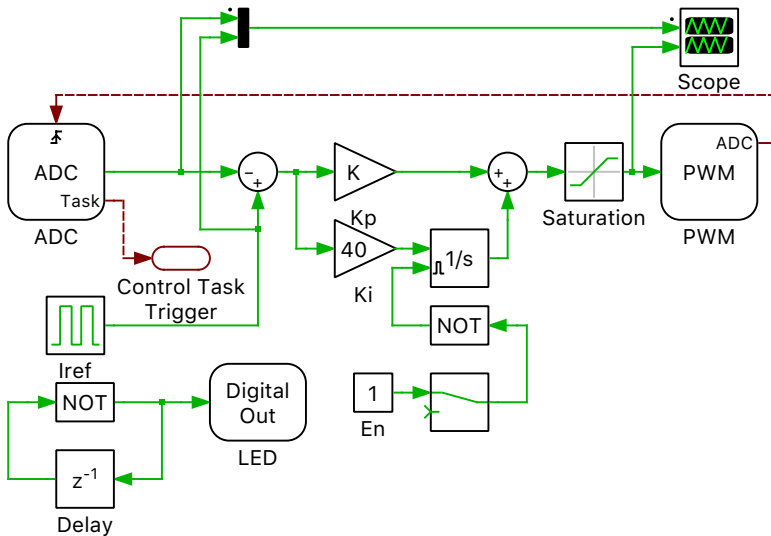 Scope
ADC
Task
ADC
−
+
K
Kp
+
+
Saturation
ADC
PWM
PWM
40
Ki
1/s
Control Task
Trigger
Iref
NOT
NOT
Digital
Out
LED
1
En
z-1
Delay